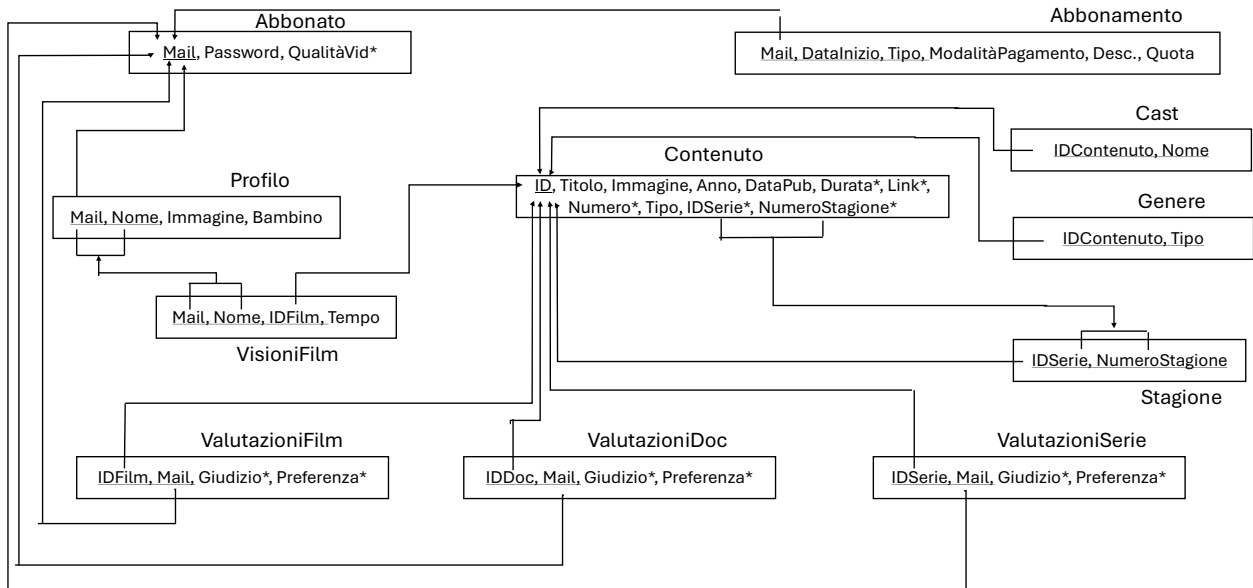 Abbonato
Mail, Password, QualitàVid*
Abbonamento
Mail, DataInizio, Tipo, ModalitàPagamento, Desc., Quota
Cast
IDContenuto, Nome
Contenuto
ID, Titolo, Immagine, Anno, DataPub, Durata*, Link*,
Numero*, Tipo, IDSerie*, NumeroStagione*
Profilo
Mail, Nome, Immagine, Bambino
Genere
IDContenuto, Tipo
Mail, Nome, IDFilm, Tempo
VisioniFilm
IDSerie, NumeroStagione
Stagione
ValutazioniFilm
IDFilm, Mail, Giudizio*, Preferenza*
ValutazioniDoc
IDDoc, Mail, Giudizio*, Preferenza*
ValutazioniSerie
IDSerie, Mail, Giudizio*, Preferenza*